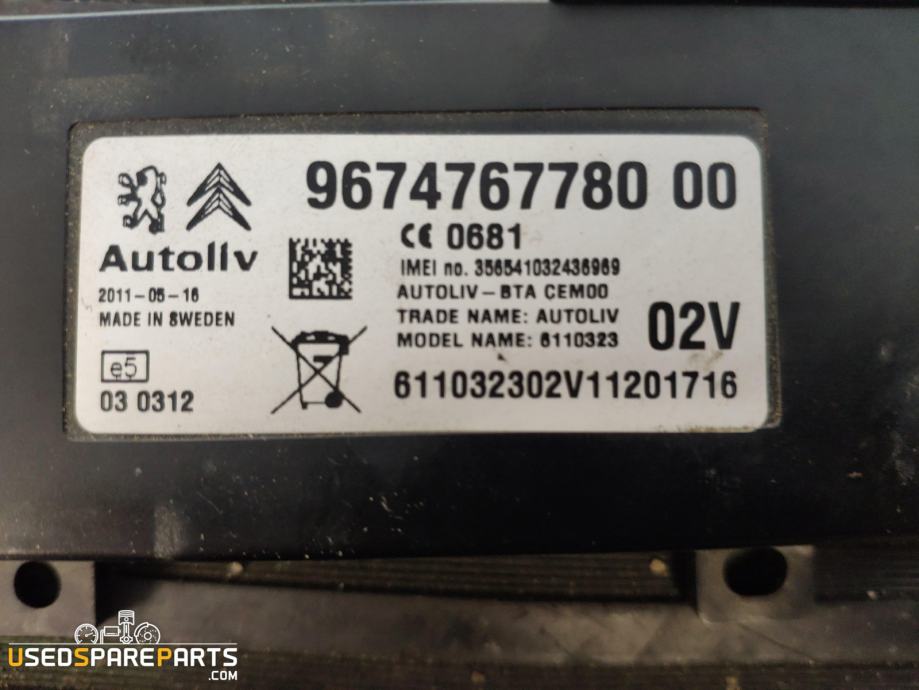 9674767780 00
CE 0681
Autoliv
IMEI no. 356541032436969
2011-05-16
AUTOLIV-BTA CEM00
MADE IN SWEDEN
TRADE NAME: AUTOLIV
02V
MODEL NAME: 6110323
e5
03 0312
611032302V11201716
USEDSPAREPARTS
.COM